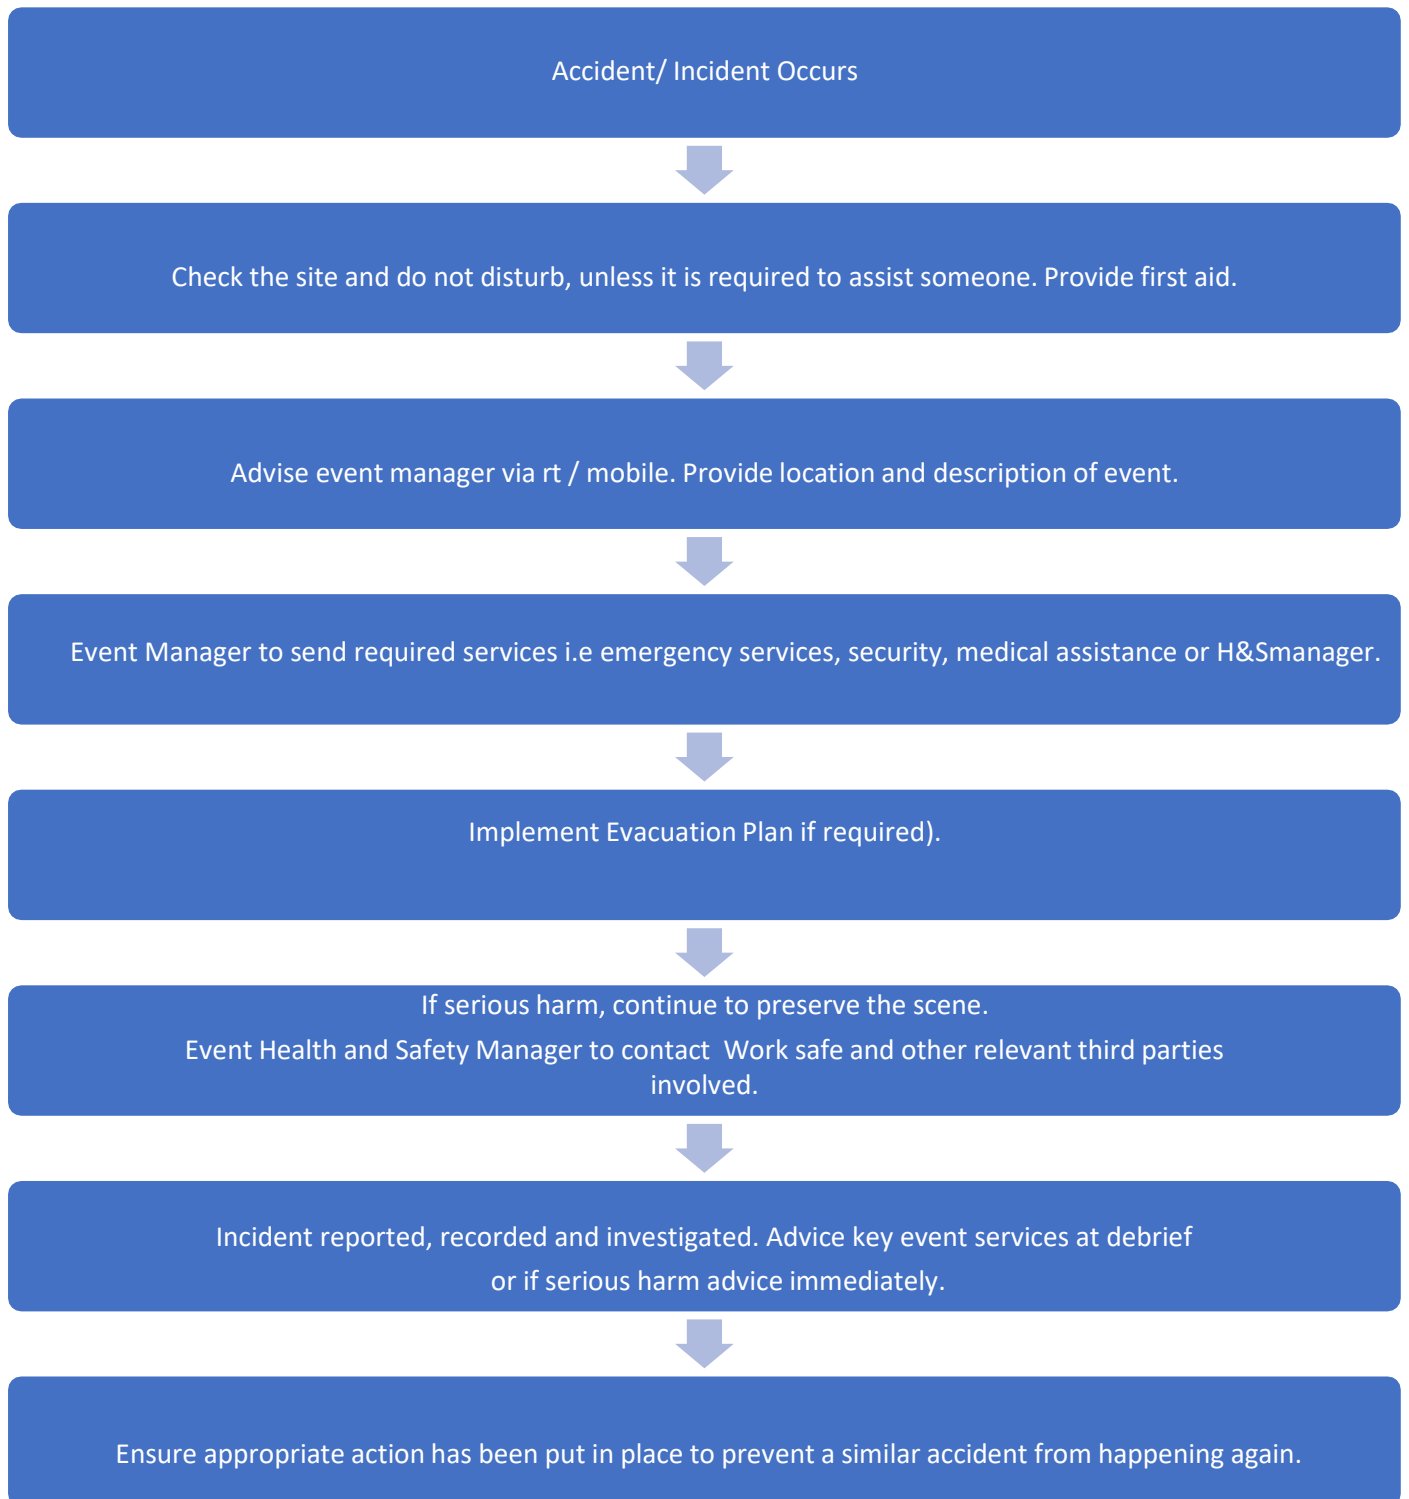 Accident/ Incident Occurs
Check the site and do not disturb, unless it is required to assist someone. Provide first aid.
Advise event manager via rt / mobile. Provide location and description of event.
Event Manager to send required services i.e emergency services, security, medical assistance or H&Smanager.
Implement Evacuation Plan if required).
If serious harm, continue to preserve the scene.
Event Health and Safety Manager to contact  Work safe and other relevant third parties
involved.
Incident reported, recorded and investigated. Advice key event services at debrief
or if serious harm advice immediately.
Ensure appropriate action has been put in place to prevent a similar accident from happening again.